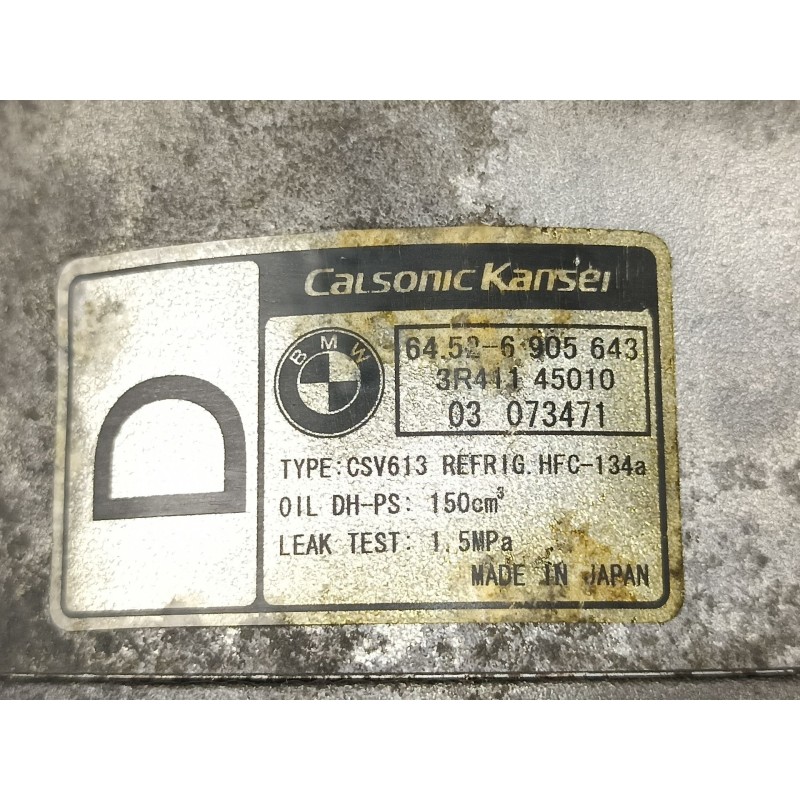 Calsonic Kansei
BMW
64.52-6 905 643
3R411 45010
03 073471
D
TYPE:CSV613 REFRIG.HFC-134a
OIL DH-PS: 150cm³
LEAK TEST: 1.5MPa
MADE IN JAPAN